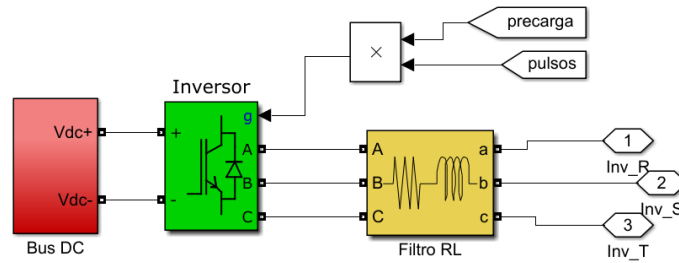 precarga
×
pulsos
Inversor
g
Vdc+
+
A
A
a
1
Inv_R
B
B
b
2
Inv_S
Vdc-
-
C
C
c
3
Inv_T
Bus DC
Filtro RL